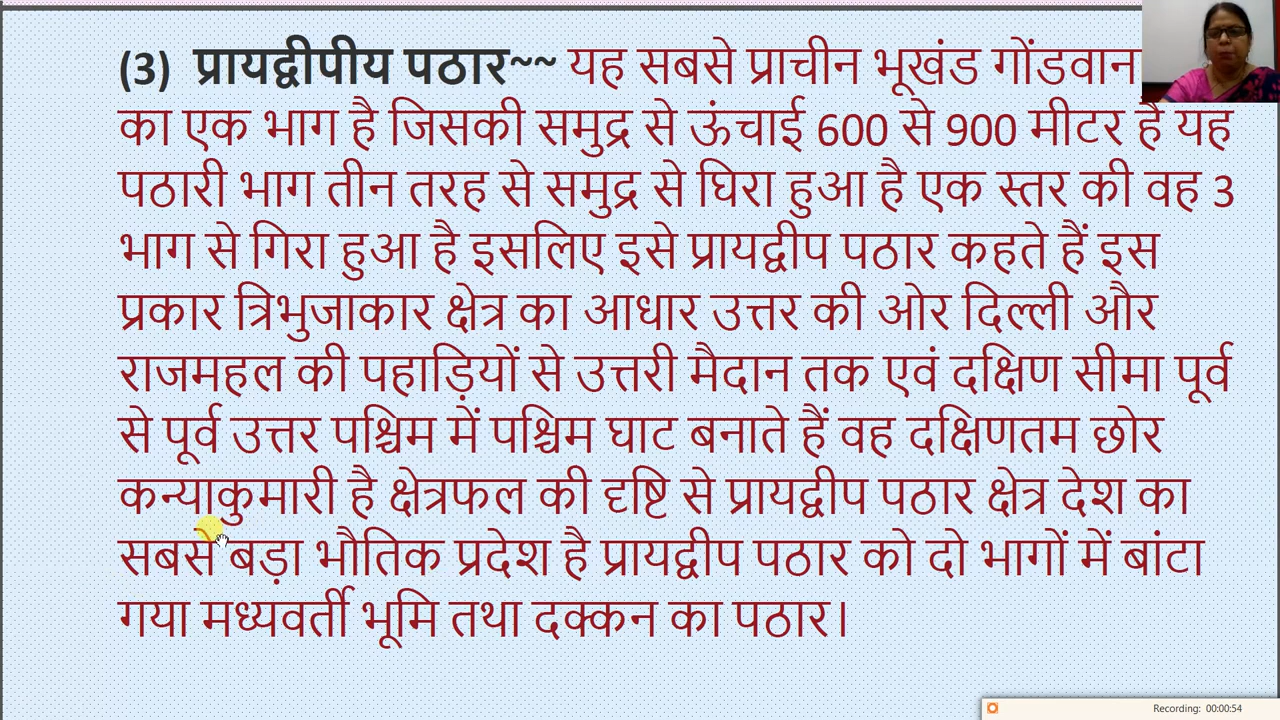 (3) प्रायद्वीपीय पठार~~ यह सबसे प्राचीन भूखंड गोंडवान
का एक भाग है जिसकी समुद्र से ऊंचाई 600 से 900 मीटर है यह
पठारी भाग तीन तरह से समुद्र से घिरा हुआ है एक स्तर की वह 3
भाग से गिरा हुआ है इसलिए इसे प्रायद्वीप पठार कहते हैं इस
प्रकार त्रिभुजाकार क्षेत्र का आधार उत्तर की ओर दिल्ली और
राजमहल की पहाड़ियों से उत्तरी मैदान तक एवं दक्षिण सीमा पूर्व
से पूर्व उत्तर पश्चिम में पश्चिम घाट बनाते हैं वह दक्षिणतम छोर
कन्याकुमारी है क्षेत्रफल की दृष्टि से प्रायद्वीप पठार क्षेत्र देश का
सबसे बड़ा भौतिक प्रदेश है प्रायद्वीप पठार को दो भागों में बांटा
गया मध्यवर्ती भूमि तथा दक्कन का पठार।
Recording: 00:00:54